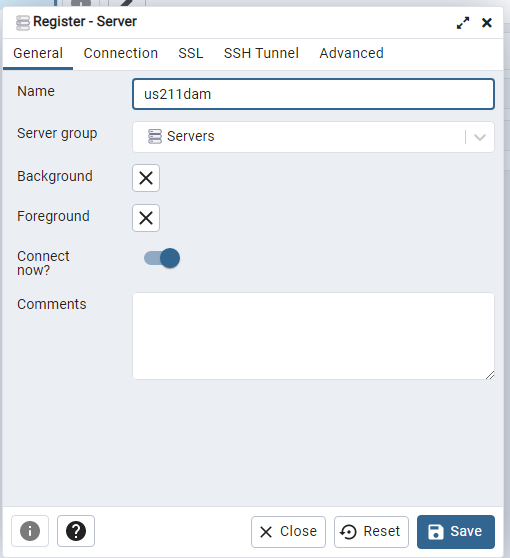 Register - Server
General Connection SSL SSH Tunnel Advanced
Name us211dam
Server group Servers
Background
Foreground
Connect
now?
Comments
Close Reset Save